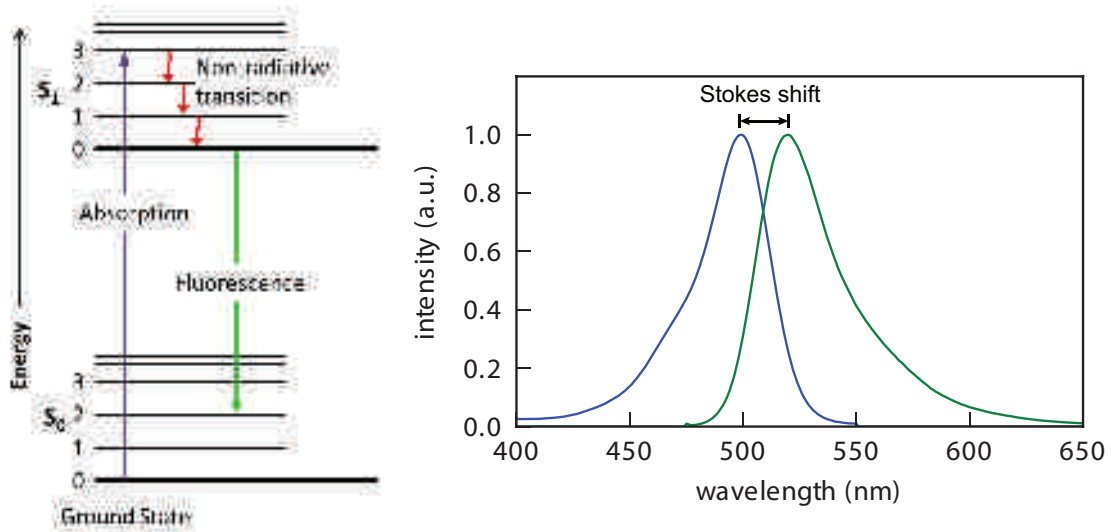 3
2
1
0
S₁
Non-radiative
transition
Absorption
Fluorescence
Energy
3
2
1
0
S₀
Ground State
Stokes shift
1.0
0.8
0.6
0.4
0.2
0.0
intensity (a.u.)
400 450 500 550 600 650
wavelength (nm)